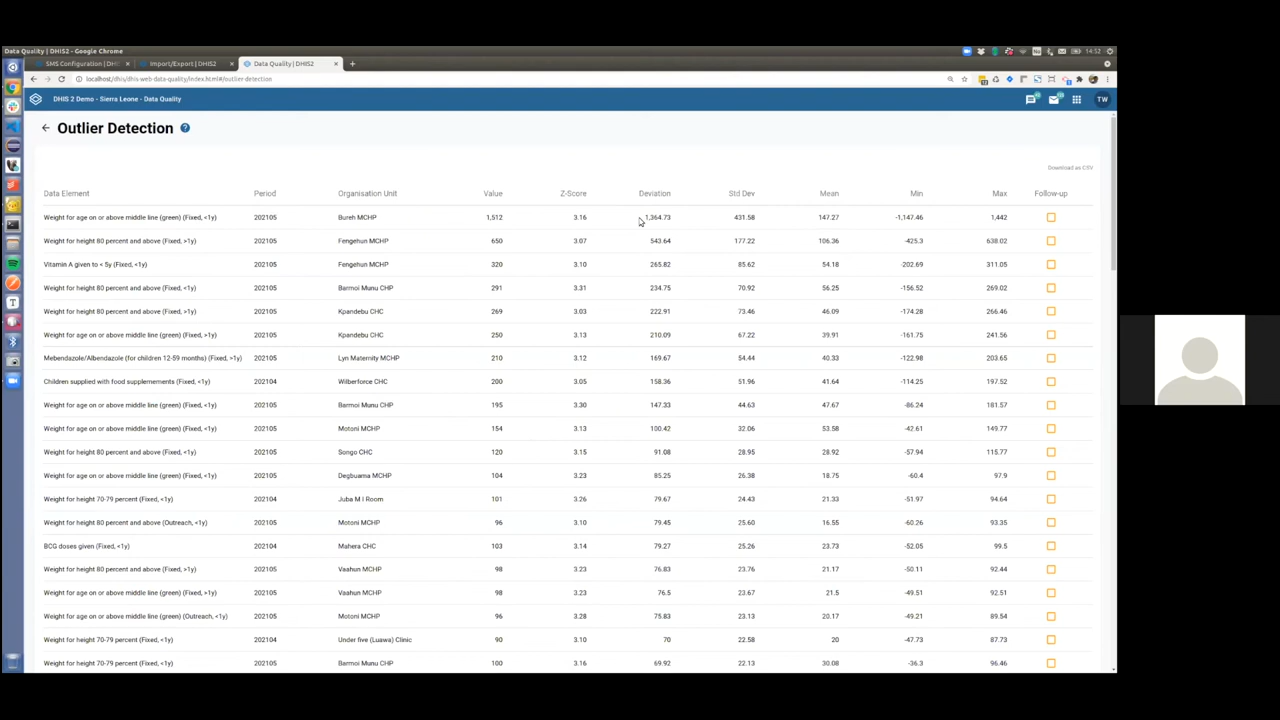 Data Quality | DHIS2 - Google Chrome
14:52
SMS Configuration | DHI
Import/Export | DHIS2
Data Quality | DHIS2
localhost/dhis/dhis-web-data-quality/index.html#/outlier-detection
DHIS 2 Demo - Sierra Leone - Data Quality
TW
Outlier Detection
Download as CSV
Data Element Period Organisation Unit Value Z-Score Deviation Std Dev Mean Min Max Follow-up
Weight for age on or above middle line (green) (Fixed, <1y) 202105 Bureh MCHP 1,512 3.16 1,364.73 431.58 147.27 -1,147.46 1,442
Weight for height 80 percent and above (Fixed, >1y) 202105 Fengehun MCHP 650 3.07 543.64 177.22 106.36 -425.3 638.02
Vitamin A given to < 5y (Fixed, <1y) 202105 Fengehun MCHP 320 3.10 265.82 85.62 54.18 -202.69 311.05
Weight for height 80 percent and above (Fixed, <1y) 202105 Barmoi Munu CHP 291 3.31 234.75 70.92 56.25 -156.52 269.02
Weight for height 80 percent and above (Fixed, >1y) 202105 Kpandebu CHC 269 3.03 222.91 73.46 46.09 -174.28 266.46
Weight for age on or above middle line (green) (Fixed, >1y) 202105 Kpandebu CHC 250 3.13 210.09 67.22 39.91 -161.75 241.56
Mebendazole/Albendazole (for children 12-59 months) (Fixed, >1y) 202105 Lyn Maternity MCHP 210 3.12 169.67 54.44 40.33 -122.98 203.65
Children supplied with food supplemements (Fixed, <1y) 202104 Wilberforce CHC 200 3.05 158.36 51.96 41.64 -114.25 197.52
Weight for age on or above middle line (green) (Fixed, <1y) 202105 Barmoi Munu CHP 195 3.30 147.33 44.63 47.67 -86.24 181.57
Weight for age on or above middle line (green) (Fixed, <1y) 202105 Motoni MCHP 154 3.13 100.42 32.06 53.58 -42.61 149.77
Weight for height 80 percent and above (Fixed, <1y) 202105 Songo CHC 120 3.15 91.08 28.95 28.92 -57.94 115.77
Weight for age on or above middle line (green) (Fixed, <1y) 202105 Degbuama MCHP 104 3.23 85.25 26.38 18.75 -60.4 97.9
Weight for height 70-79 percent (Fixed, <1y) 202104 Juba M I Room 101 3.26 79.67 24.43 21.33 -51.97 94.64
Weight for height 80 percent and above (Outreach, <1y) 202105 Motoni MCHP 96 3.10 79.45 25.60 16.55 -60.26 93.35
BCG doses given (Fixed, <1y) 202104 Mahera CHC 103 3.14 79.27 25.26 23.73 -52.05 99.5
Weight for height 80 percent and above (Fixed, >1y) 202105 Vaahun MCHP 98 3.23 76.83 23.76 21.17 -50.11 92.44
Weight for age on or above middle line (green) (Fixed, >1y) 202105 Vaahun MCHP 98 3.23 76.5 23.67 21.5 -49.51 92.51
Weight for age on or above middle line (green) (Outreach, <1y) 202105 Motoni MCHP 96 3.28 75.83 23.13 20.17 -49.21 89.54
Weight for height 70-79 percent (Fixed, <1y) 202104 Under five (Luawa) Clinic 90 3.10 70 22.58 20 -47.73 87.73
Weight for height 70-79 percent (Fixed, <1y) 202105 Barmoi Munu CHP 100 3.16 69.92 22.13 30.08 -36.3 96.46